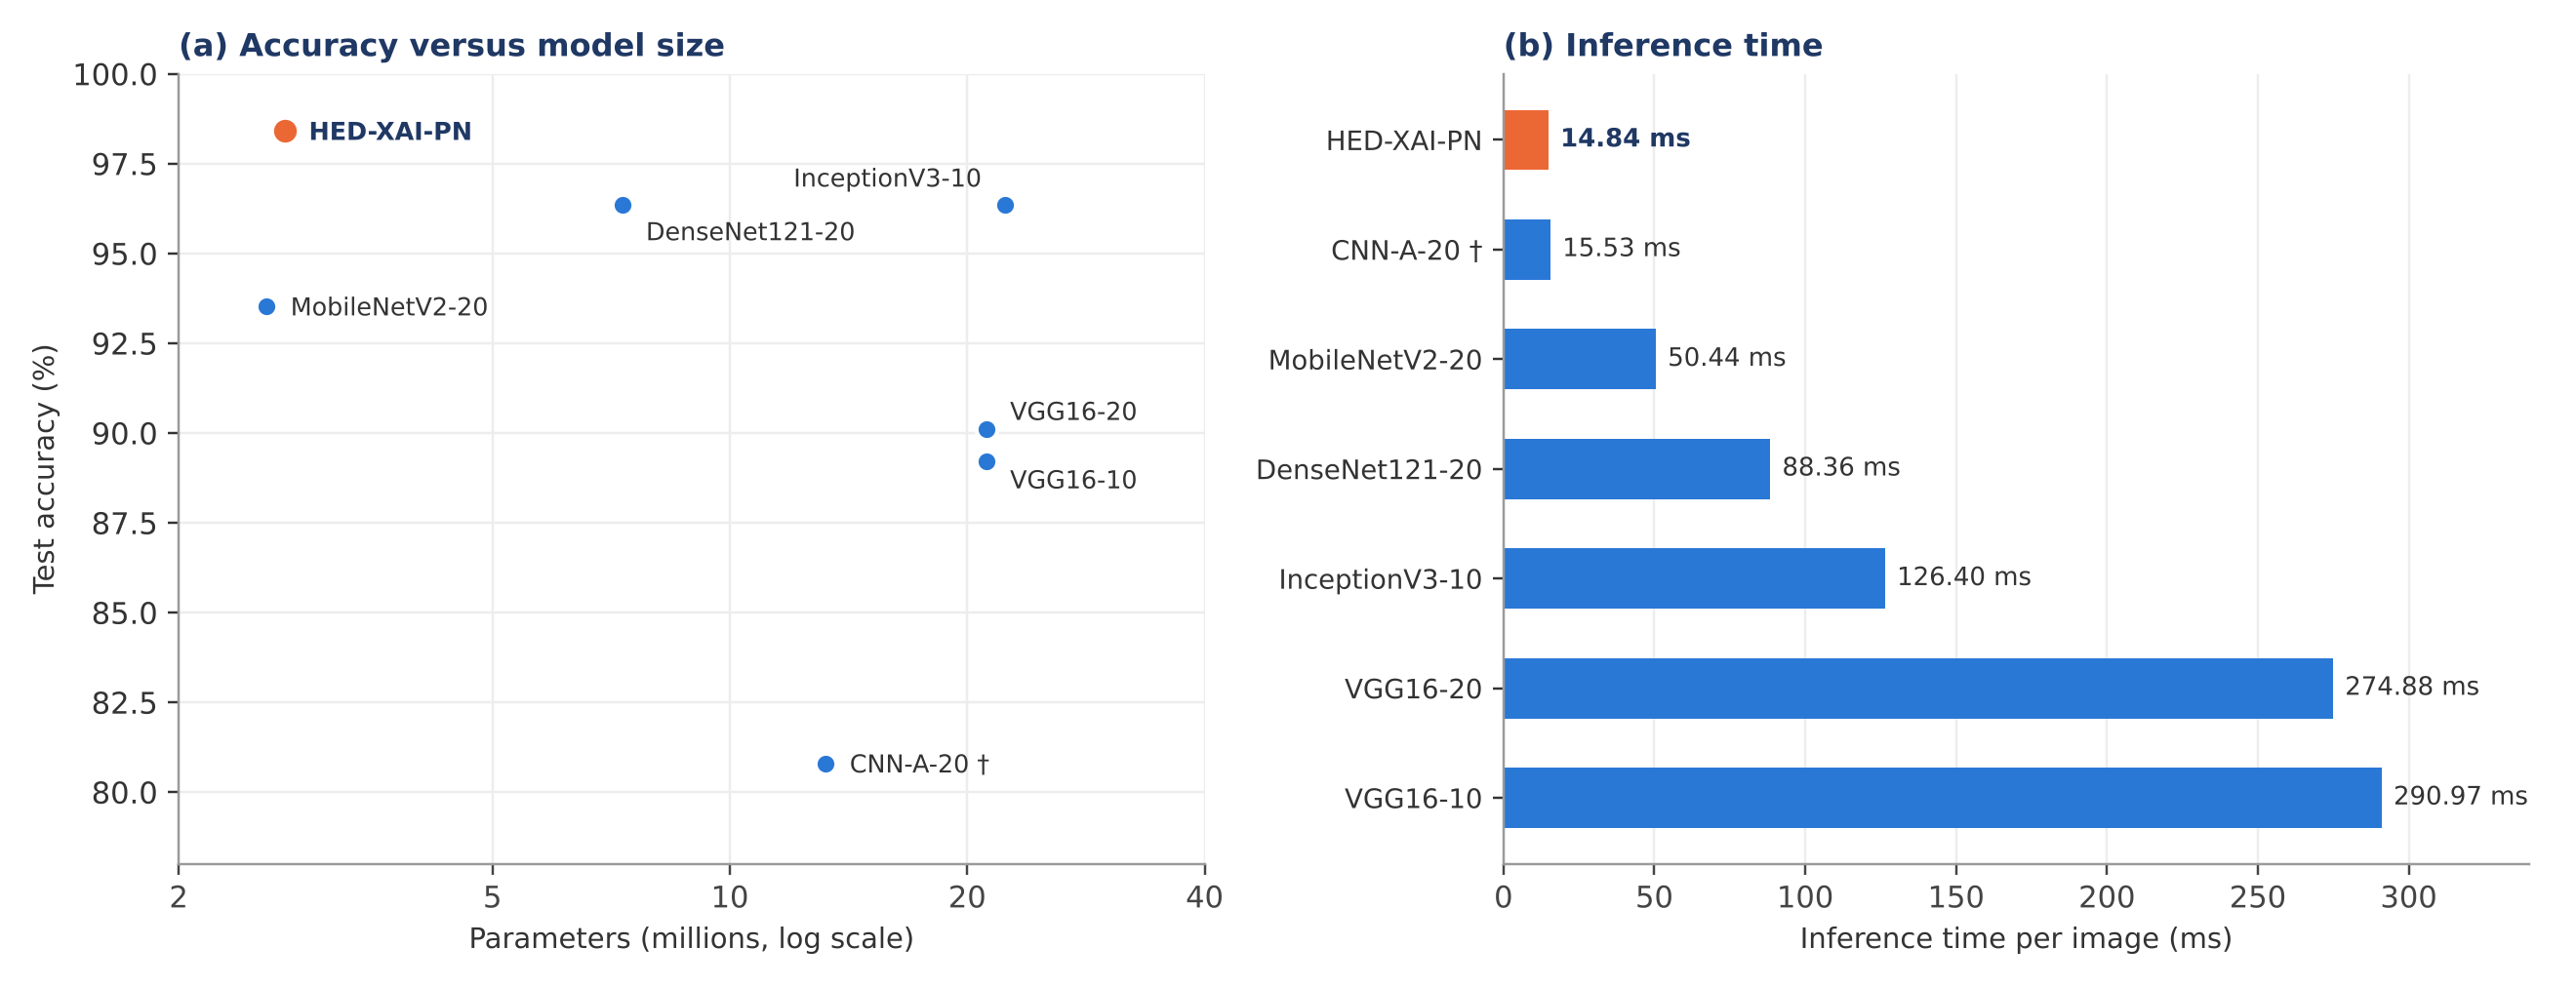 (a) Accuracy versus model size
100.0
97.5
95.0
92.5
90.0
87.5
85.0
82.5
80.0
Test accuracy (%)
HED-XAI-PN
InceptionV3-10
DenseNet121-20
MobileNetV2-20
VGG16-20
VGG16-10
CNN-A-20 †
2 5 10 20 40
Parameters (millions, log scale)
(b) Inference time
HED-XAI-PN 14.84 ms
CNN-A-20 † 15.53 ms
MobileNetV2-20 50.44 ms
DenseNet121-20 88.36 ms
InceptionV3-10 126.40 ms
VGG16-20 274.88 ms
VGG16-10 290.97 ms
0 50 100 150 200 250 300
Inference time per image (ms)